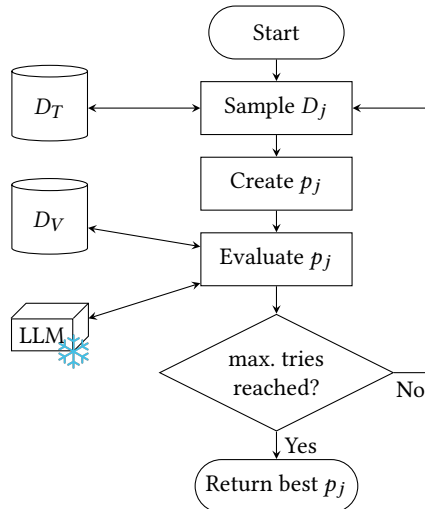 Start
D_T
Sample D_j
Create p_j
D_V
Evaluate p_j
LLM
max. tries
reached?
No
Yes
Return best p_j